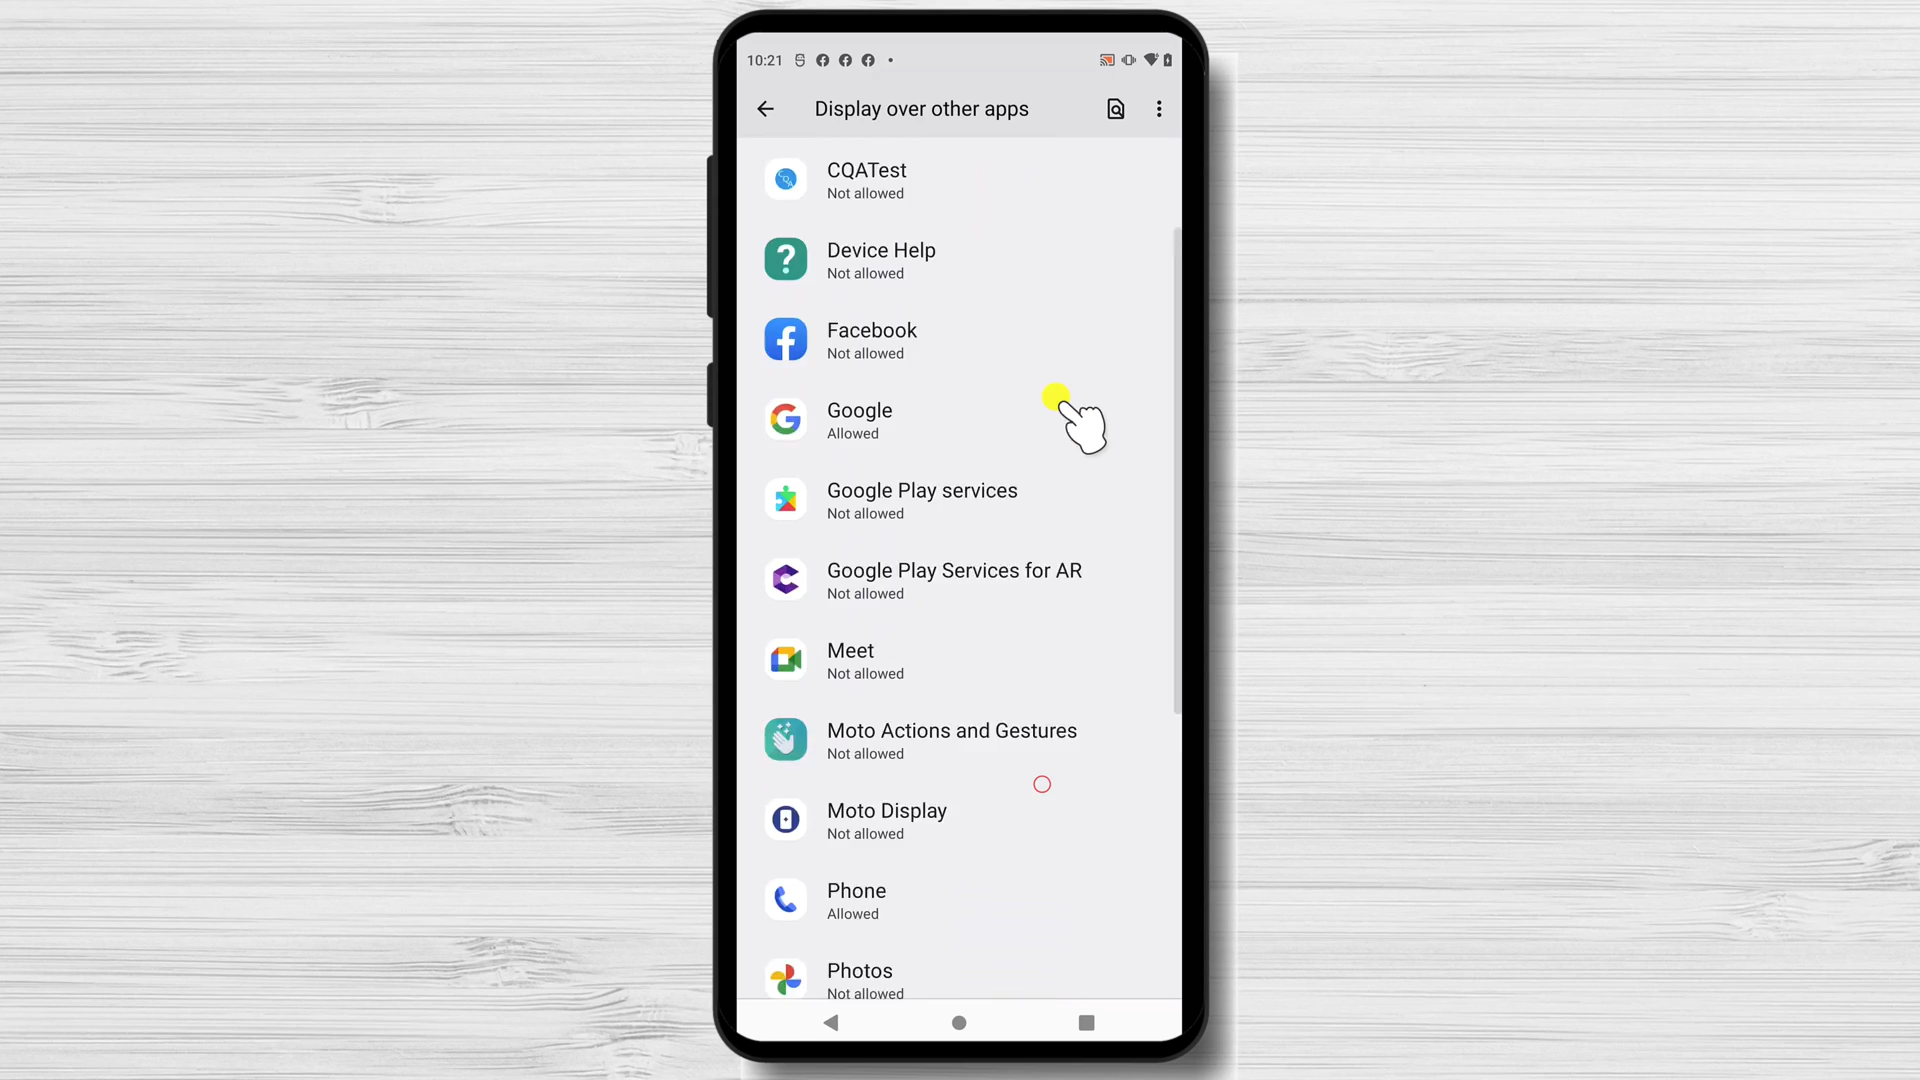 10:21
Display over other apps
CQATest
Not allowed
Device Help
Not allowed
Facebook
Not allowed
Google
Allowed
Google Play services
Not allowed
Google Play Services for AR
Not allowed
Meet
Not allowed
Moto Actions and Gestures
Not allowed
Moto Display
Not allowed
Phone
Allowed
Photos
Not allowed